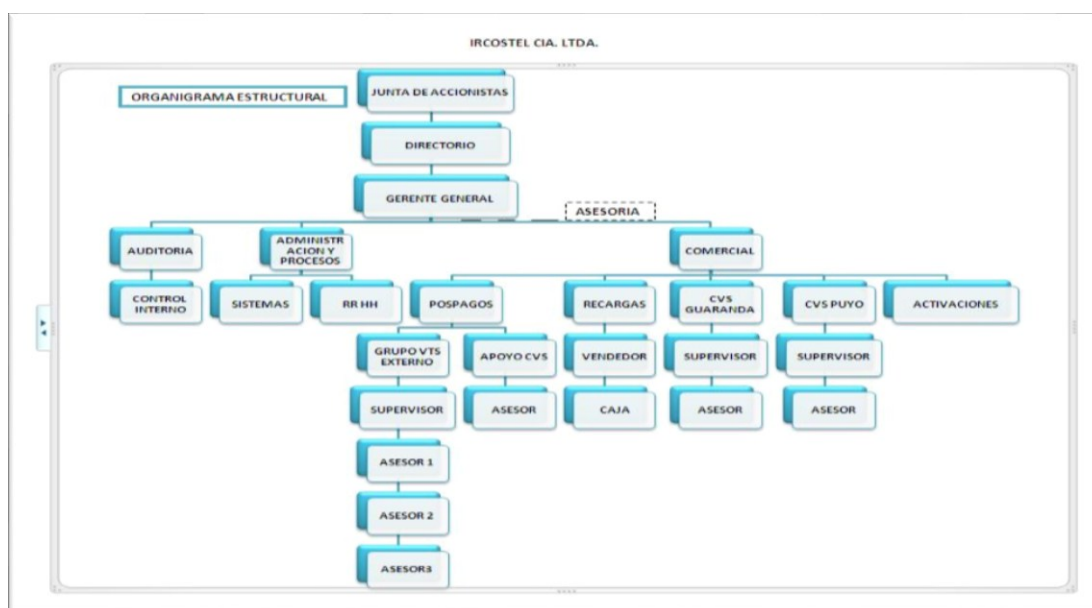 IRCOSTEL CIA. LTDA.
ORGANIGRAMA ESTRUCTURAL
JUNTA DE ACCIONISTAS
DIRECTORIO
GERENTE GENERAL
ASESORIA
AUDITORIA
ADMINISTR
ACION Y
PROCESOS
COMERCIAL
CONTROL
INTERNO
SISTEMAS
RR HH
POSPAGOS
RECARGAS
CVS
GUARANDA
CVS PUYO
ACTIVACIONES
GRUPO VTS
EXTERNO
APOYO CVS
VENDEDOR
SUPERVISOR
SUPERVISOR
SUPERVISOR
ASESOR
CAJA
ASESOR
ASESOR
ASESOR 1
ASESOR 2
ASESOR3